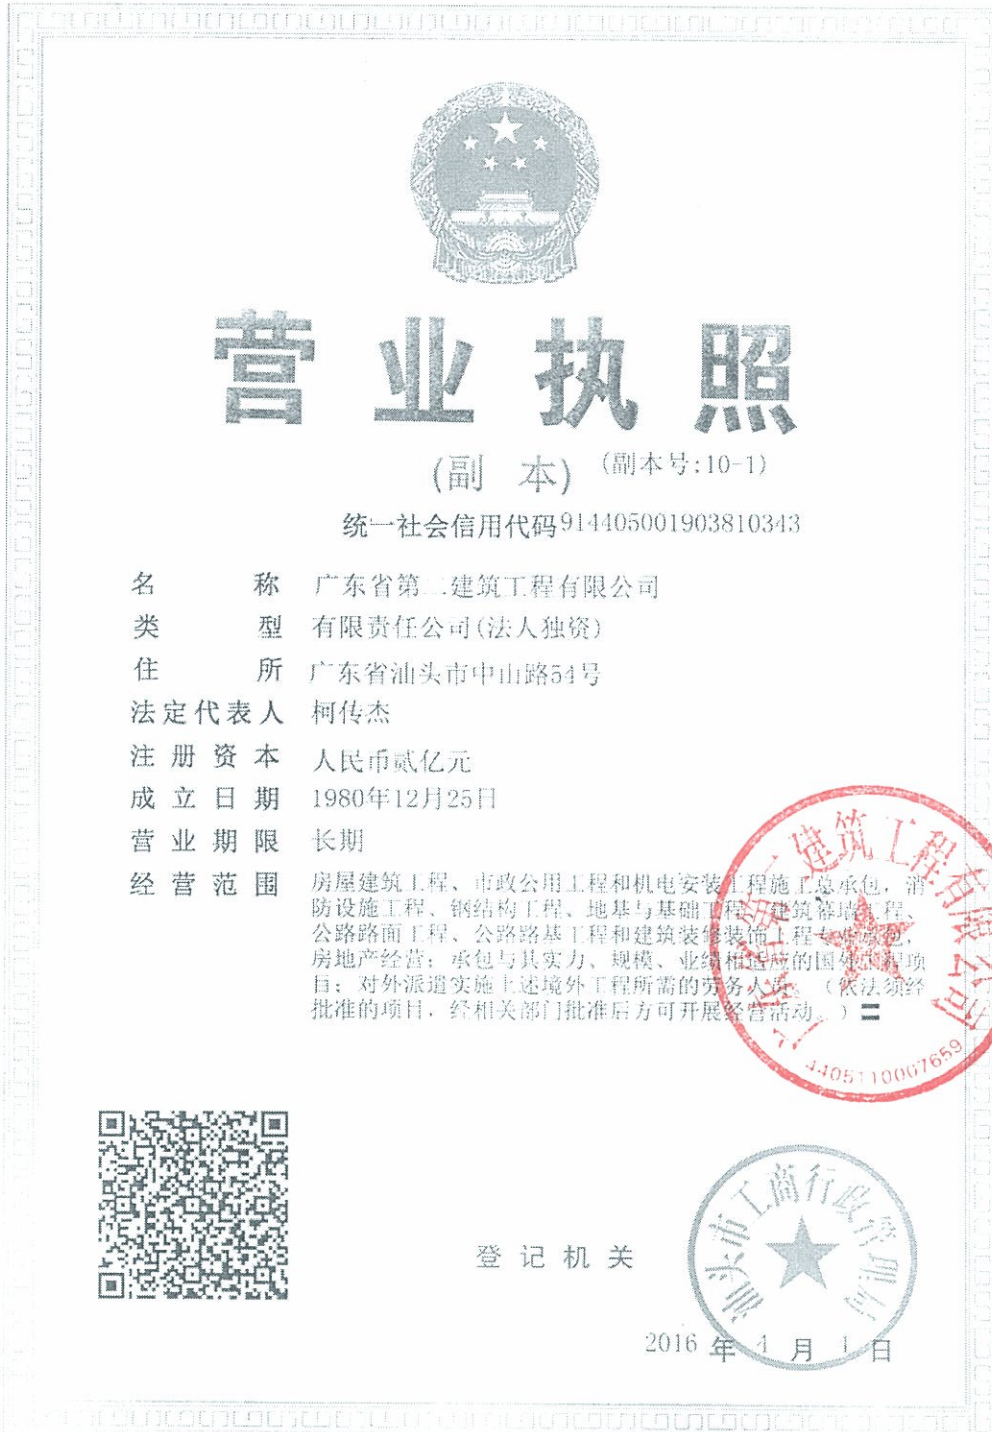 营业执照
(副 本) (副本号:10-1)
统一社会信用代码914405001903810343
名 称 广东省第二建筑工程有限公司
类 型 有限责任公司(法人独资)
住 所 广东省汕头市中山路54号
法定代表人 柯传杰
注册资本 人民币贰亿元
成立日期 1980年12月25日
营业期限 长期
经营范围 房屋建筑工程、市政公用工程和机电安装工程施工总承包，消
防设施工程、钢结构工程、地基与基础工程、建筑幕墙工程、
公路路面工程、公路路基工程和建筑装修装饰工程专业承包，
房地产经营；承包与其实力、规模、业绩相适应的国外工程项
目；对外派遣实施上述境外工程所需的劳务人员。（依法须经
批准的项目，经相关部门批准后方可开展经营活动。）
广东省第二建筑工程有限公司
4405110007659
登记机关
汕头市工商行政管理局
2016 年 4 月 1 日